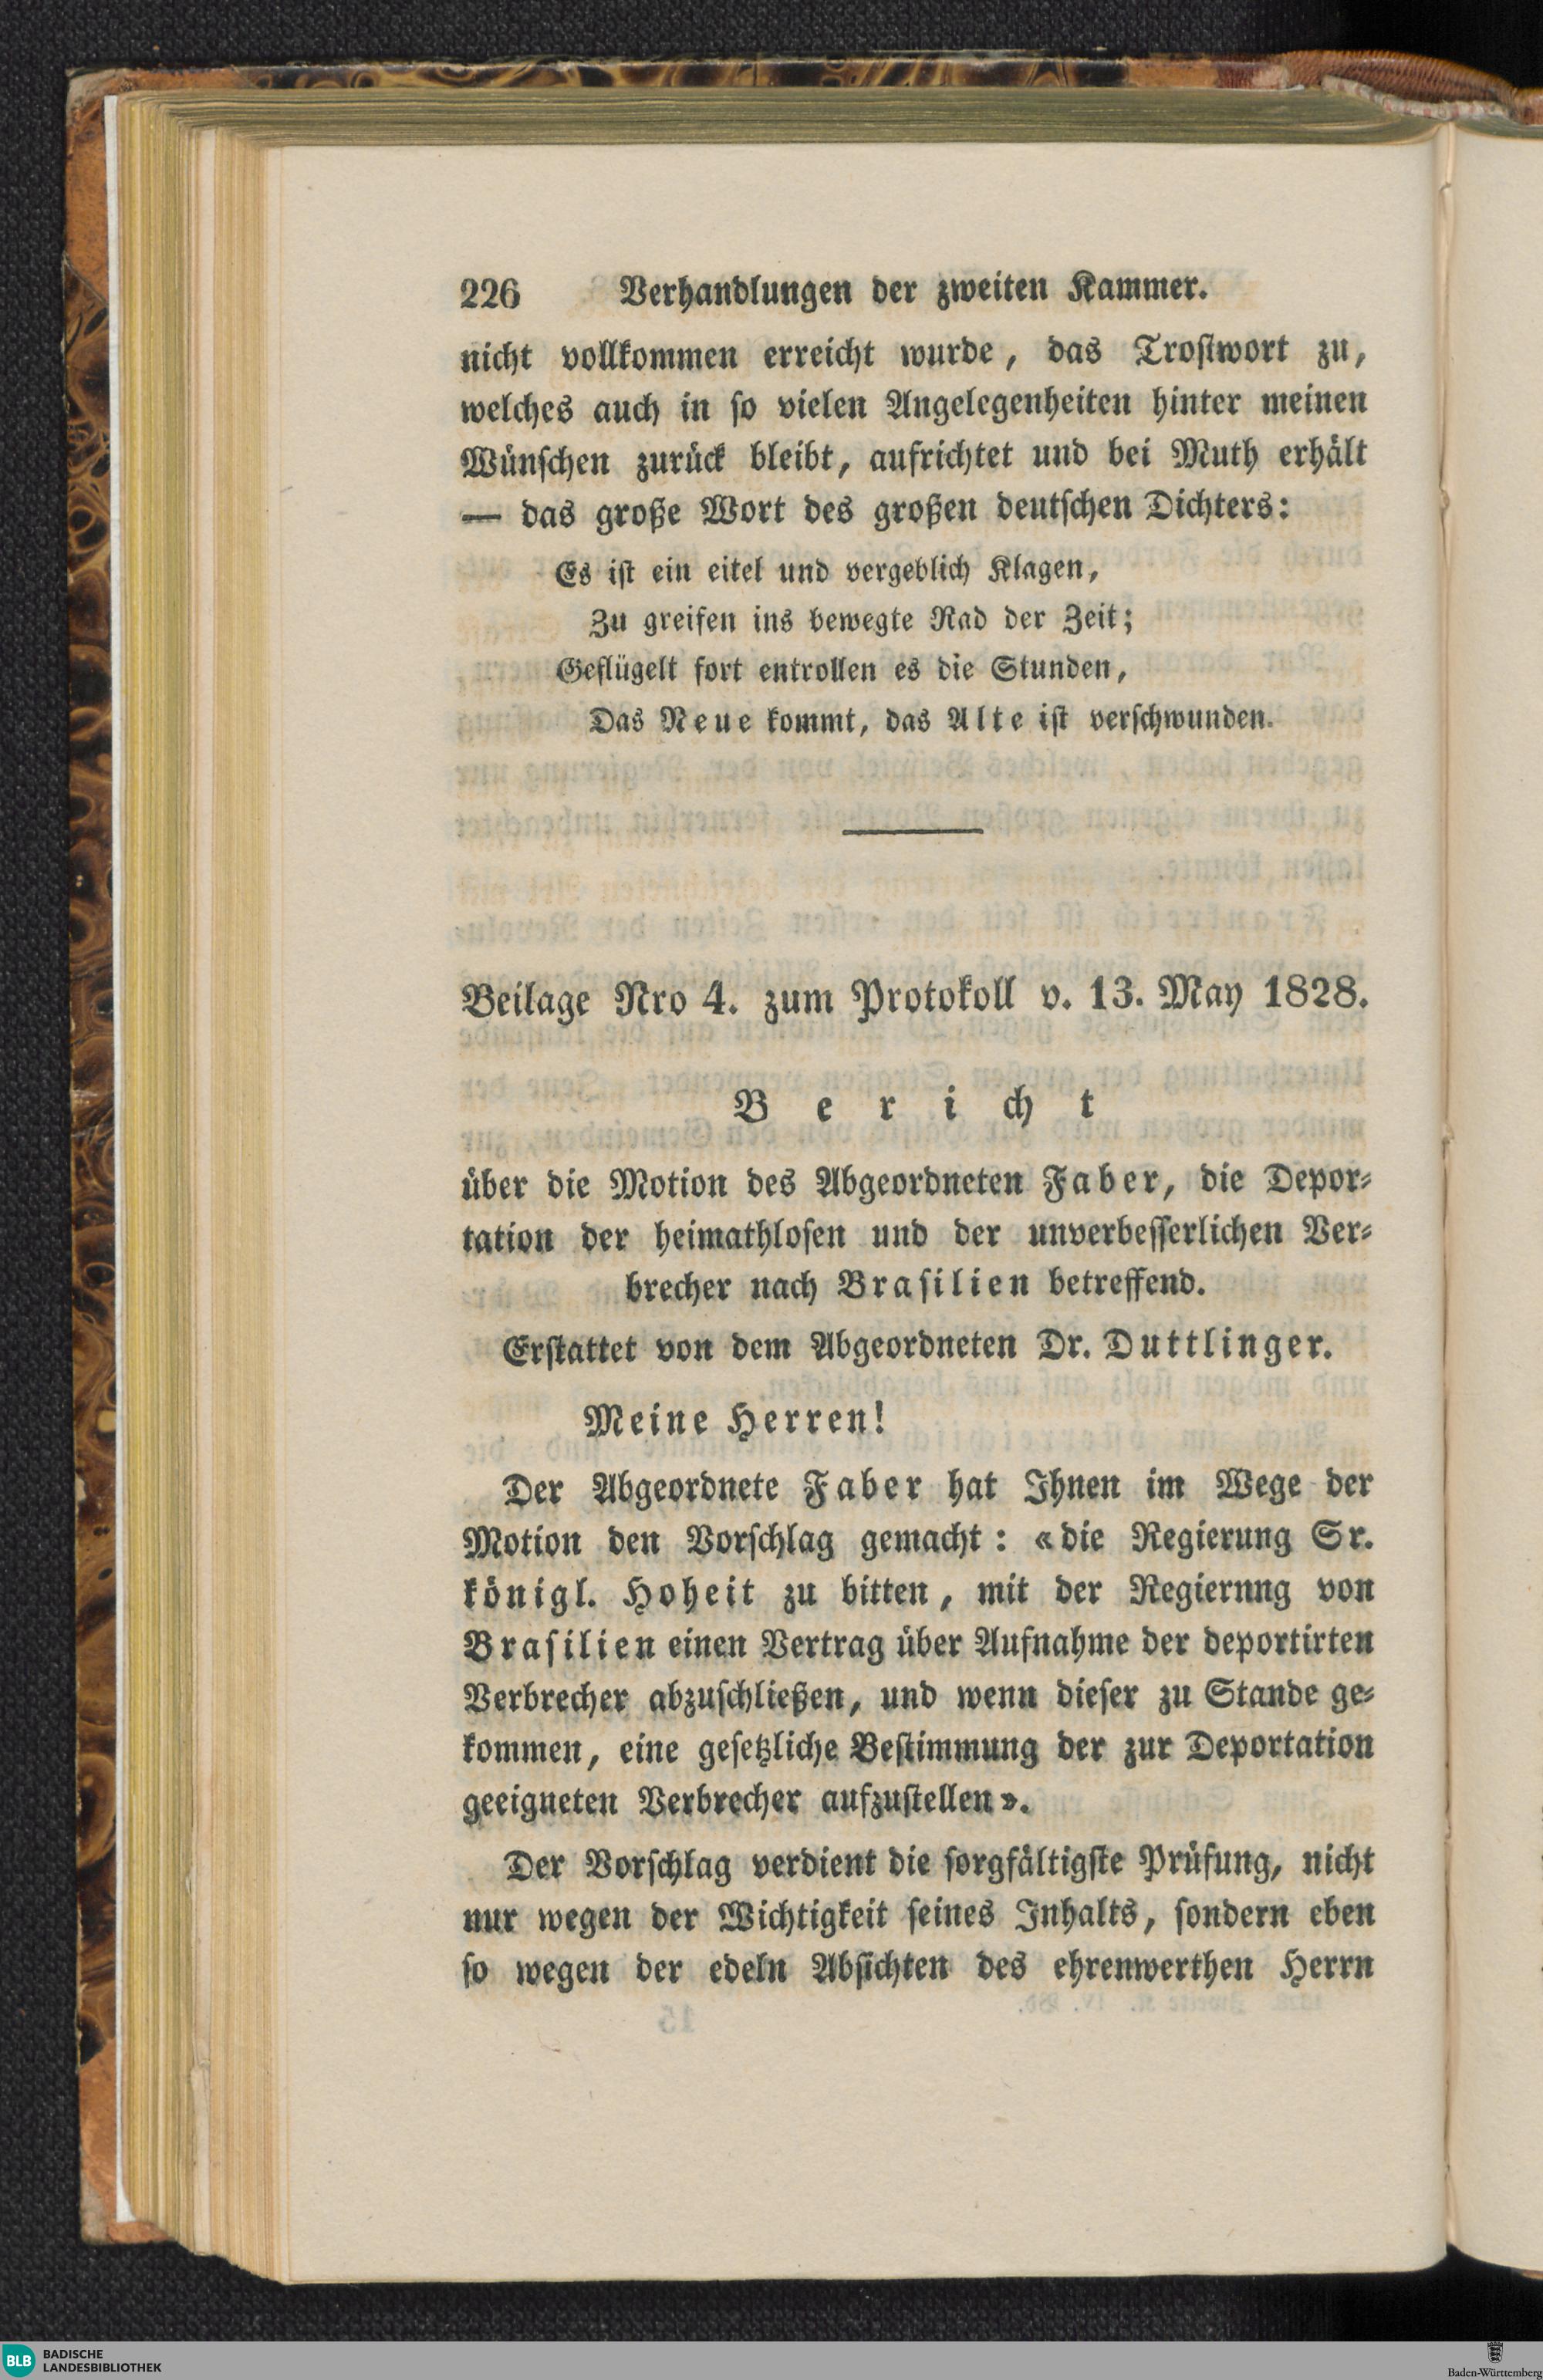 226 Verhandlungen der zweiten Kammer.
nicht vollkommen erreicht wurde, das Trostwort zu,
welches auch in so vielen Angelegenheiten hinter meinen
Wünschen zurück bleibt, aufrichtet und bei Muth erhält
— das große Wort des großen deutschen Dichters:
Es ist ein eitel und vergeblich Klagen,
Zu greifen ins bewegte Rad der Zeit;
Geflügelt fort entrollen es die Stunden,
Das Neue kommt, das Alte ist verschwunden.
Beilage Nro 4. zum Protokoll v. 13. May 1828.
Bericht
über die Motion des Abgeordneten Faber, die Depor-
tation der heimathlosen und der unverbesserlichen Ver-
brecher nach Brasilien betreffend.
Erstattet von dem Abgeordneten Dr. Duttlinger.
Meine Herren!
Der Abgeordnete Faber hat Ihnen im Wege der
Motion den Vorschlag gemacht: «die Regierung Sr.
königl. Hoheit zu bitten, mit der Regiernng von
Brasilien einen Vertrag über Aufnahme der deportirten
Verbrecher abzuschließen, und wenn dieser zu Stande ge-
kommen, eine gesetzliche Bestimmung der zur Deportation
geeigneten Verbrecher aufzustellen».
Der Vorschlag verdient die sorgfältigste Prüfung, nicht
nur wegen der Wichtigkeit seines Inhalts, sondern eben
so wegen der edeln Absichten des ehrenwerthen Herrn
BLB BADISCHE
LANDESBIBLIOTHEK
Baden-Württemberg